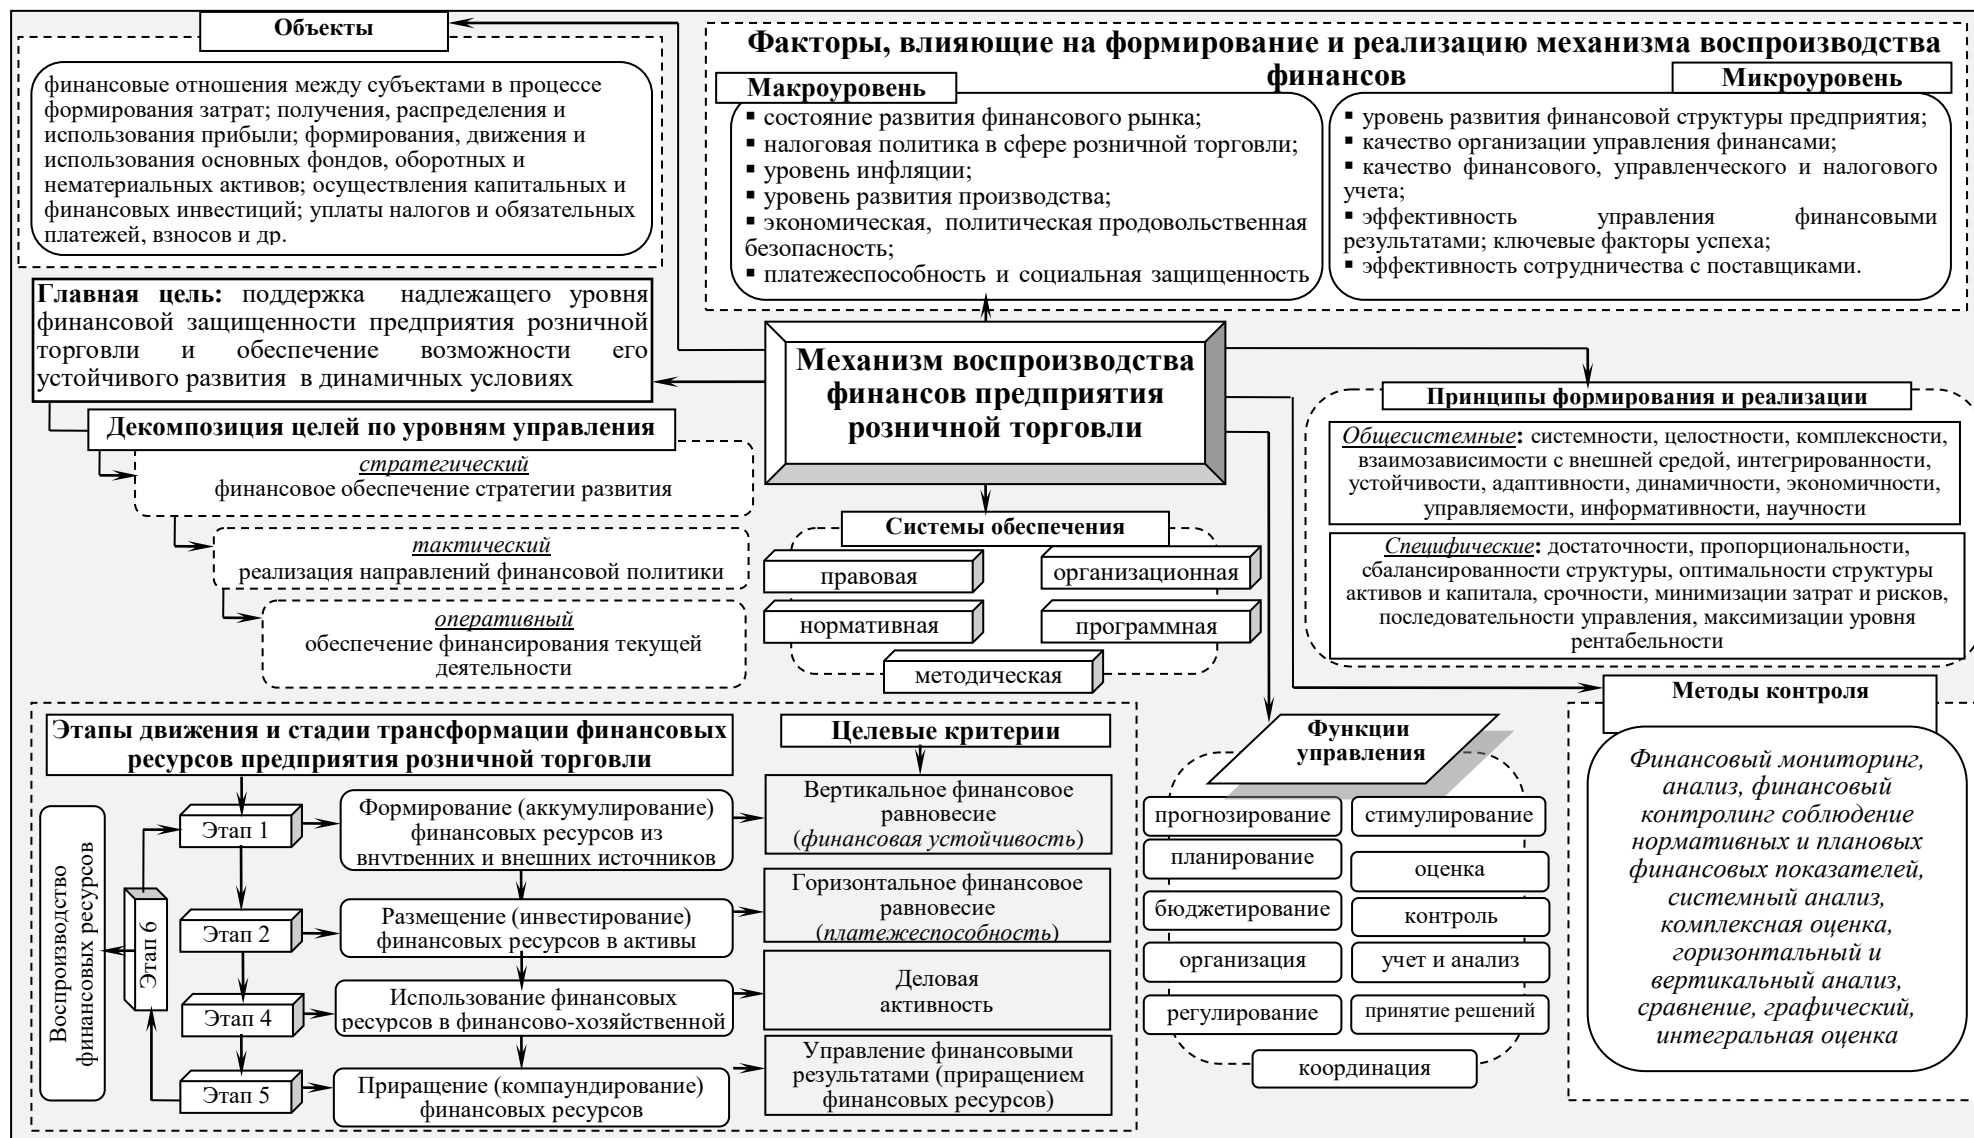 Объекты
финансовые отношения между субъектами в процессе
формирования затрат; получения, распределения и
использования прибыли; формирования, движения и
использования основных фондов, оборотных и
нематериальных активов; осуществления капитальных и
финансовых инвестиций; уплаты налогов и обязательных
платежей, взносов и др.
Факторы, влияющие на формирование и реализацию механизма воспроизводства
финансов
Макроуровень
▪ состояние развития финансового рынка;
▪ налоговая политика в сфере розничной торговли;
▪ уровень инфляции;
▪ уровень развития производства;
▪ экономическая, политическая продовольственная
безопасность;
▪ платежеспособность и социальная защищенность
Микроуровень
▪ уровень развития финансовой структуры предприятия;
▪ качество организации управления финансами;
▪ качество финансового, управленческого и налогового
учета;
▪ эффективность управления финансовыми
результатами; ключевые факторы успеха;
▪ эффективность сотрудничества с поставщиками.
Главная цель: поддержка надлежащего уровня
финансовой защищенности предприятия розничной
торговли и обеспечение возможности его
устойчивого развития в динамичных условиях
Механизм воспроизводства
финансов предприятия
розничной торговли
Декомпозиция целей по уровням управления
стратегический
финансовое обеспечение стратегии развития
тактический
реализация направлений финансовой политики
оперативный
обеспечение финансирования текущей
деятельности
Системы обеспечения
правовая
организационная
нормативная
программная
методическая
Принципы формирования и реализации
Общесистемные: системности, целостности, комплексности,
взаимозависимости с внешней средой, интегрированности,
устойчивости, адаптивности, динамичности, экономичности,
управляемости, информативности, научности
Специфические: достаточности, пропорциональности,
сбалансированности структуры, оптимальности структуры
активов и капитала, срочности, минимизации затрат и рисков,
последовательности управления, максимизации уровня
рентабельности
Этапы движения и стадии трансформации финансовых
ресурсов предприятия розничной торговли
Целевые критерии
Воспроизводство
финансовых ресурсов
Этап 6
Этап 1
Формирование (аккумулирование)
финансовых ресурсов из
внутренних и внешних источников
Вертикальное финансовое
равновесие
(финансовая устойчивость)
Этап 2
Размещение (инвестирование)
финансовых ресурсов в активы
Горизонтальное финансовое
равновесие
(платежеспособность)
Этап 4
Использование финансовых
ресурсов в финансово-хозяйственной
Деловая
активность
Этап 5
Приращение (компаундирование)
финансовых ресурсов
Управление финансовыми
результатами (приращением
финансовых ресурсов)
Функции
управления
прогнозирование
стимулирование
планирование
оценка
бюджетирование
контроль
организация
учет и анализ
регулирование
принятие решений
координация
Методы контроля
Финансовый мониторинг,
анализ, финансовый
контролинг соблюдение
нормативных и плановых
финансовых показателей,
системный анализ,
комплексная оценка,
горизонтальный и
вертикальный анализ,
сравнение, графический,
интегральная оценка